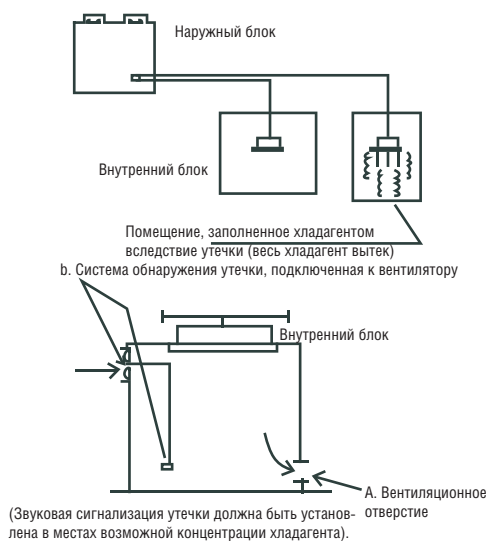 Наружный блок
Внутренний блок
Помещение, заполненное хладагентом
вследствие утечки (весь хладагент вытек)
b. Система обнаружения утечки, подключенная к вентилятору
Внутренний блок
А. Вентиляционное
отверстие
(Звуковая сигнализация утечки должна быть установ-
лена в местах возможной концентрации хладагента).